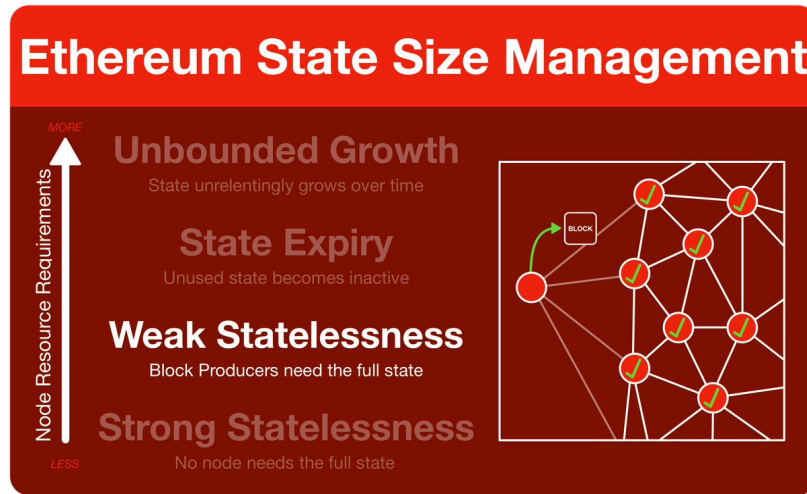 Ethereum State Size Management
MORE
Node Resource Requirements
LESS
Unbounded Growth
State unrelentingly grows over time
State Expiry
Unused state becomes inactive
Weak Statelessness
Block Producers need the full state
Strong Statelessness
No node needs the full state
BLOCK